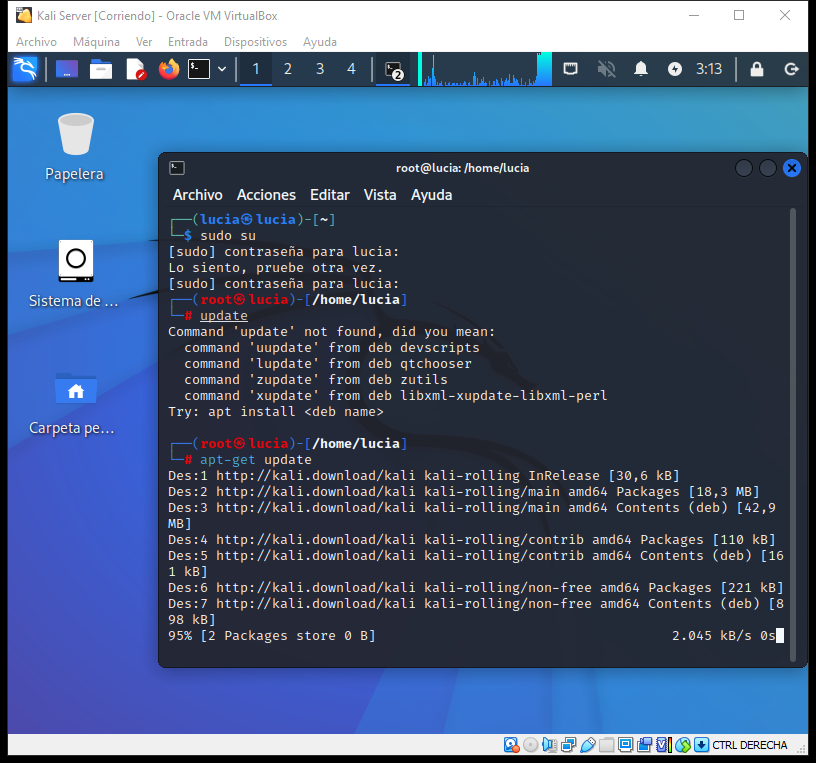 Kali Server [Corriendo] - Oracle VM VirtualBox
Archivo Máquina Ver Entrada Dispositivos Ayuda
1 2 3 4 2 3:13
Papelera
Sistema de ...
Carpeta pe...
root@lucia: /home/lucia
Archivo Acciones Editar Vista Ayuda
┌──(lucia㉿lucia)-[~]
└─$ sudo su
[sudo] contraseña para lucia:
Lo siento, pruebe otra vez.
[sudo] contraseña para lucia:
┌──(root㉿lucia)-[/home/lucia]
└─# update
Command 'update' not found, did you mean:
  command 'uupdate' from deb devscripts
  command 'lupdate' from deb qtchooser
  command 'zupdate' from deb zutils
  command 'xupdate' from deb libxml-xupdate-libxml-perl
Try: apt install <deb name>
┌──(root㉿lucia)-[/home/lucia]
└─# apt-get update
Des:1 http://kali.download/kali kali-rolling InRelease [30,6 kB]
Des:2 http://kali.download/kali kali-rolling/main amd64 Packages [18,3 MB]
Des:3 http://kali.download/kali kali-rolling/main amd64 Contents (deb) [42,9
MB]
Des:4 http://kali.download/kali kali-rolling/contrib amd64 Packages [110 kB]
Des:5 http://kali.download/kali kali-rolling/contrib amd64 Contents (deb) [16
1 kB]
Des:6 http://kali.download/kali kali-rolling/non-free amd64 Packages [221 kB]
Des:7 http://kali.download/kali kali-rolling/non-free amd64 Contents (deb) [8
98 kB]
95% [2 Packages store 0 B] 2.045 kB/s 0s
CTRL DERECHA